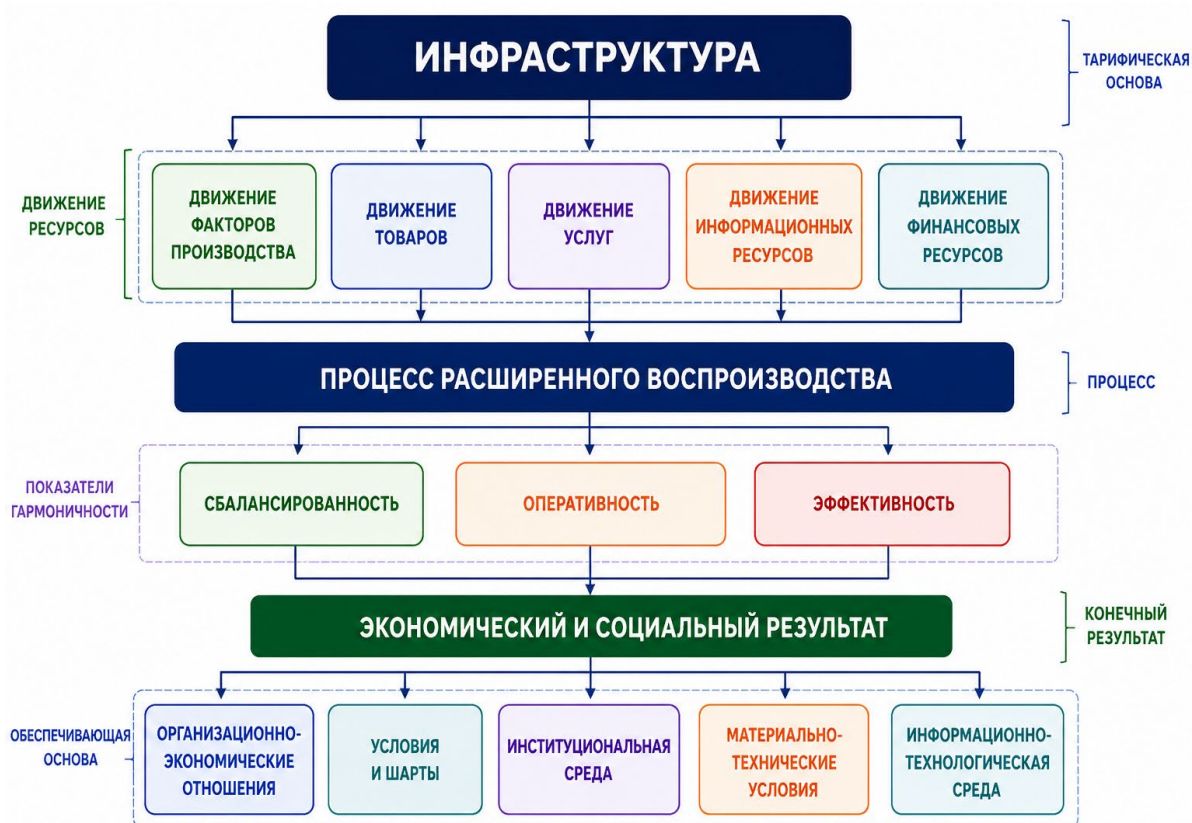 ИНФРАСТРУКТУРА
ТАРИФИЧЕСКАЯ
ОСНОВА
ДВИЖЕНИЕ
РЕСУРСОВ
ДВИЖЕНИЕ
ФАКТОРОВ
ПРОИЗВОДСТВА
ДВИЖЕНИЕ
ТОВАРОВ
ДВИЖЕНИЕ
УСЛУГ
ДВИЖЕНИЕ
ИНФОРМАЦИОННЫХ
РЕСУРСОВ
ДВИЖЕНИЕ
ФИНАНСОВЫХ
РЕСУРСОВ
ПРОЦЕСС РАСШИРЕННОГО ВОСПРОИЗВОДСТВА
ПРОЦЕСС
ПОКАЗАТЕЛИ
ГАРМОНИЧНОСТИ
СБАЛАНСИРОВАННОСТЬ
ОПЕРАТИВНОСТЬ
ЭФФЕКТИВНОСТЬ
ЭКОНОМИЧЕСКИЙ И СОЦИАЛЬНЫЙ РЕЗУЛЬТАТ
КОНЕЧНЫЙ
РЕЗУЛЬТАТ
ОБЕСПЕЧИВАЮЩАЯ
ОСНОВА
ОРГАНИЗАЦИОННО-
ЭКОНОМИЧЕСКИЕ
ОТНОШЕНИЯ
УСЛОВИЯ
И ШАРТЫ
ИНСТИТУЦИОНАЛЬНАЯ
СРЕДА
МАТЕРИАЛЬНО-
ТЕХНИЧЕСКИЕ
УСЛОВИЯ
ИНФОРМАЦИОННО-
ТЕХНОЛОГИЧЕСКАЯ
СРЕДА